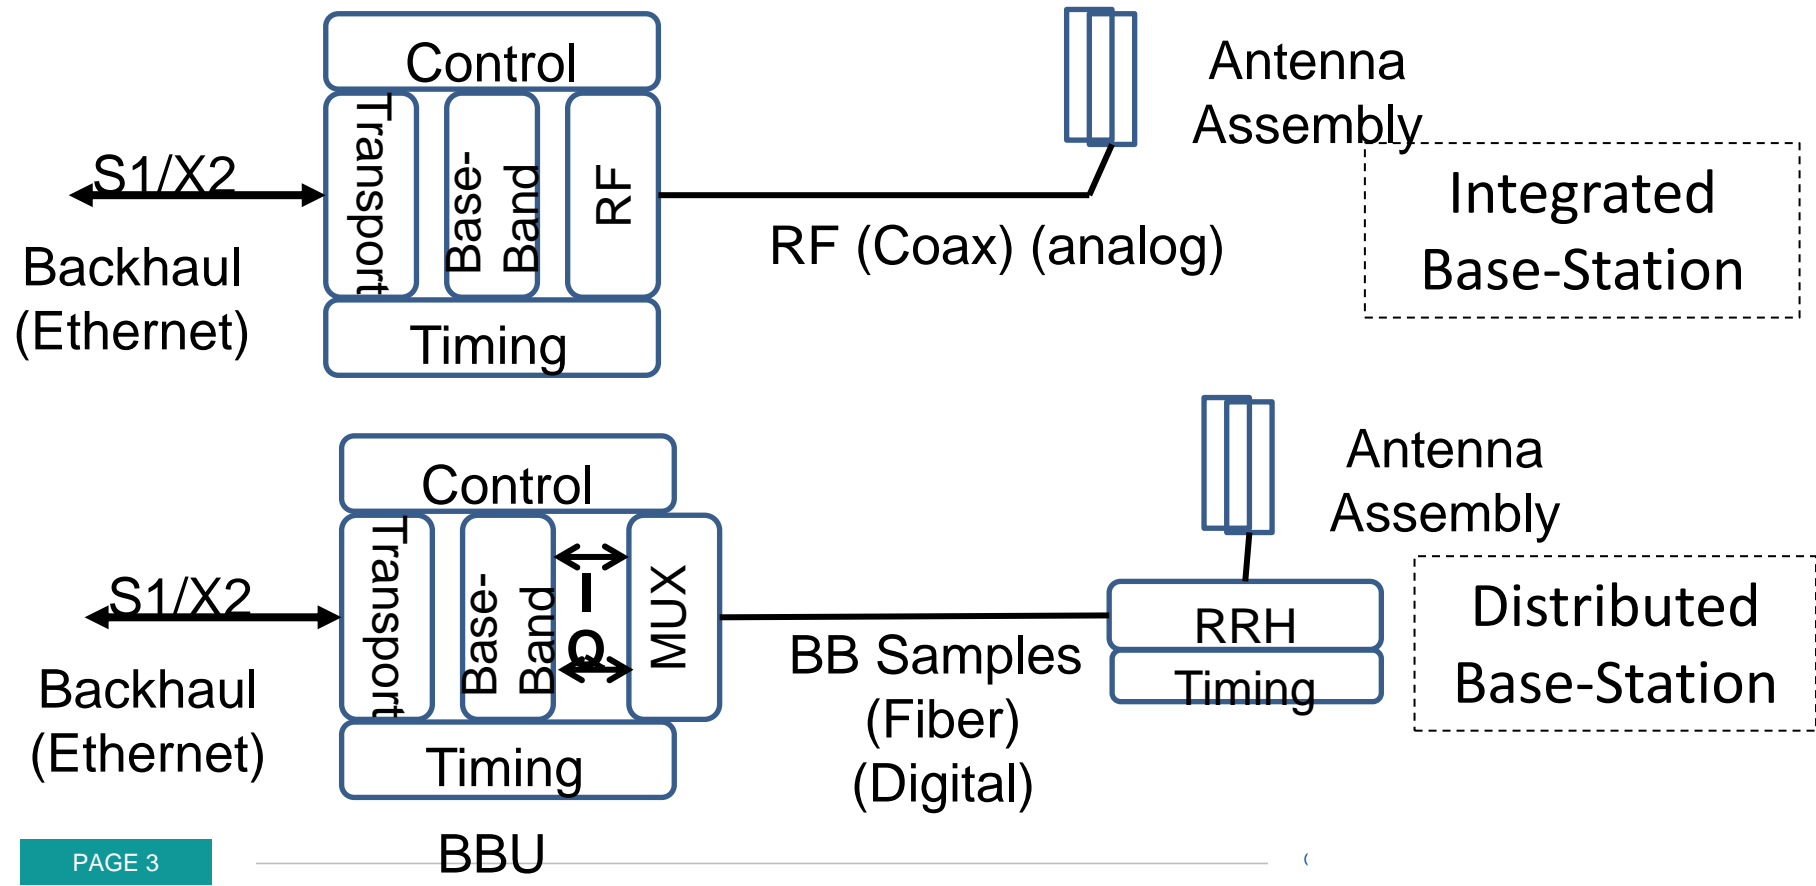 Control
Transport
Base-
Band
RF
Timing
S1/X2
Backhaul
(Ethernet)
RF (Coax) (analog)
Antenna
Assembly
Integrated
Base-Station
Control
Transport
Base-
Band
I
Q
MUX
Timing
S1/X2
Backhaul
(Ethernet)
BB Samples
(Fiber)
(Digital)
RRH
Timing
Antenna
Assembly
Distributed
Base-Station
BBU
PAGE 3
(